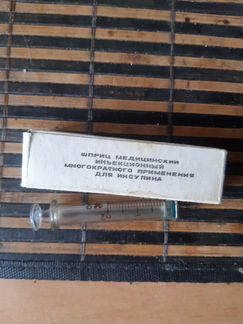 ШПРИЦ МЕДИЦИНСКИЙ
ИНЪЕКЦИОННЫЙ
МНОГОКРАТНОГО ПРИМЕНЕНИЯ
ДЛЯ ИНСУЛИНА